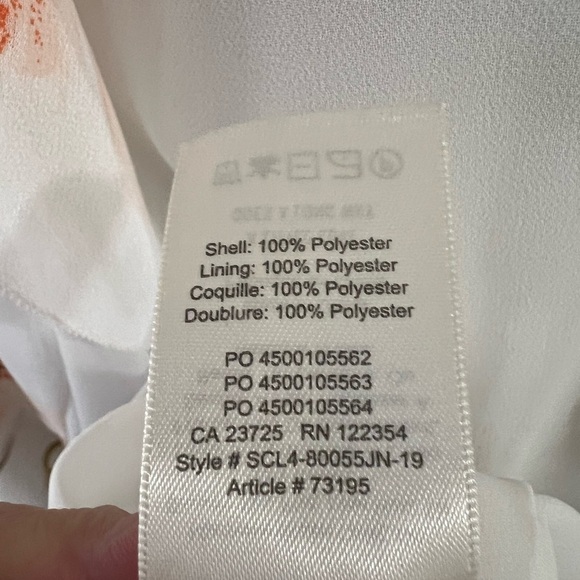 Shell: 100% Polyester
Lining: 100% Polyester
Coquille: 100% Polyester
Doublure: 100% Polyester
PO 4500105562
PO 4500105563
PO 4500105564
CA 23725 RN 122354
Style # SCL4-80055JN-19
Article # 73195